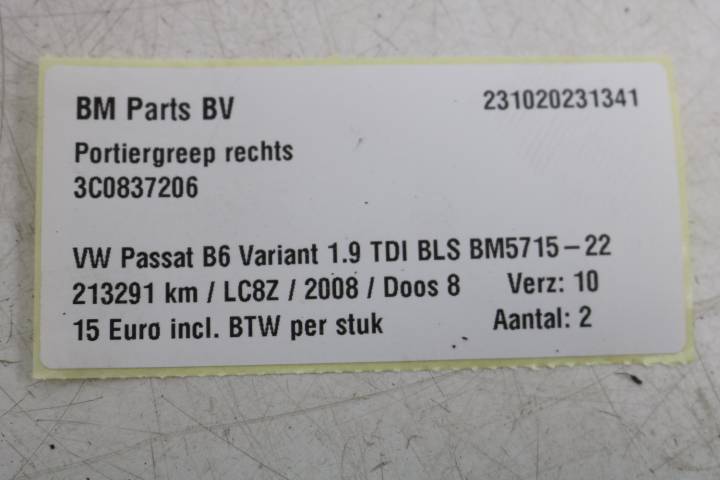 BM Parts BV 231020231341
Portiergreep rechts
3C0837206
VW Passat B6 Variant 1.9 TDI BLS BM5715-22
213291 km / LC8Z / 2008 / Doos 8 Verz: 10
15 Euro incl. BTW per stuk Aantal: 2